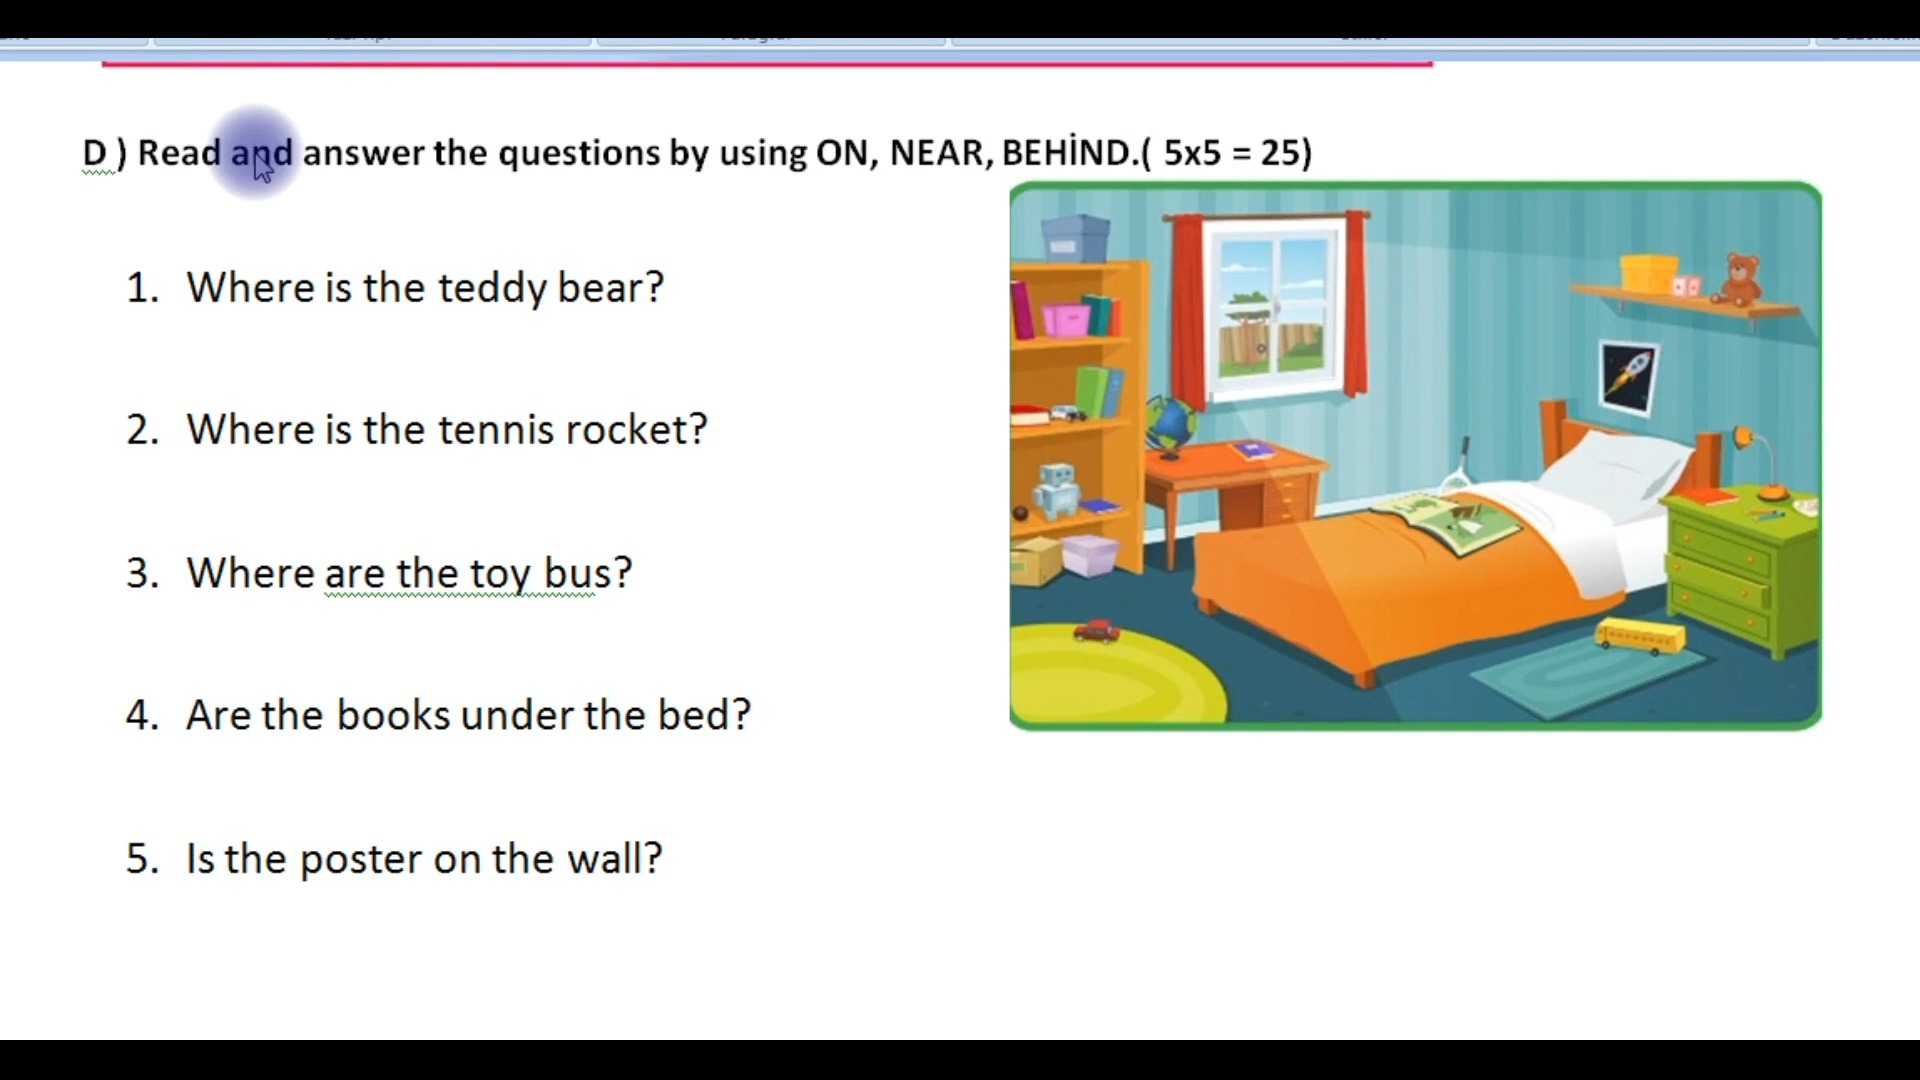 D ) Read and answer the questions by using ON, NEAR, BEHİND.( 5x5 = 25)
1. Where is the teddy bear?
2. Where is the tennis rocket?
3. Where are the toy bus?
4. Are the books under the bed?
5. Is the poster on the wall?